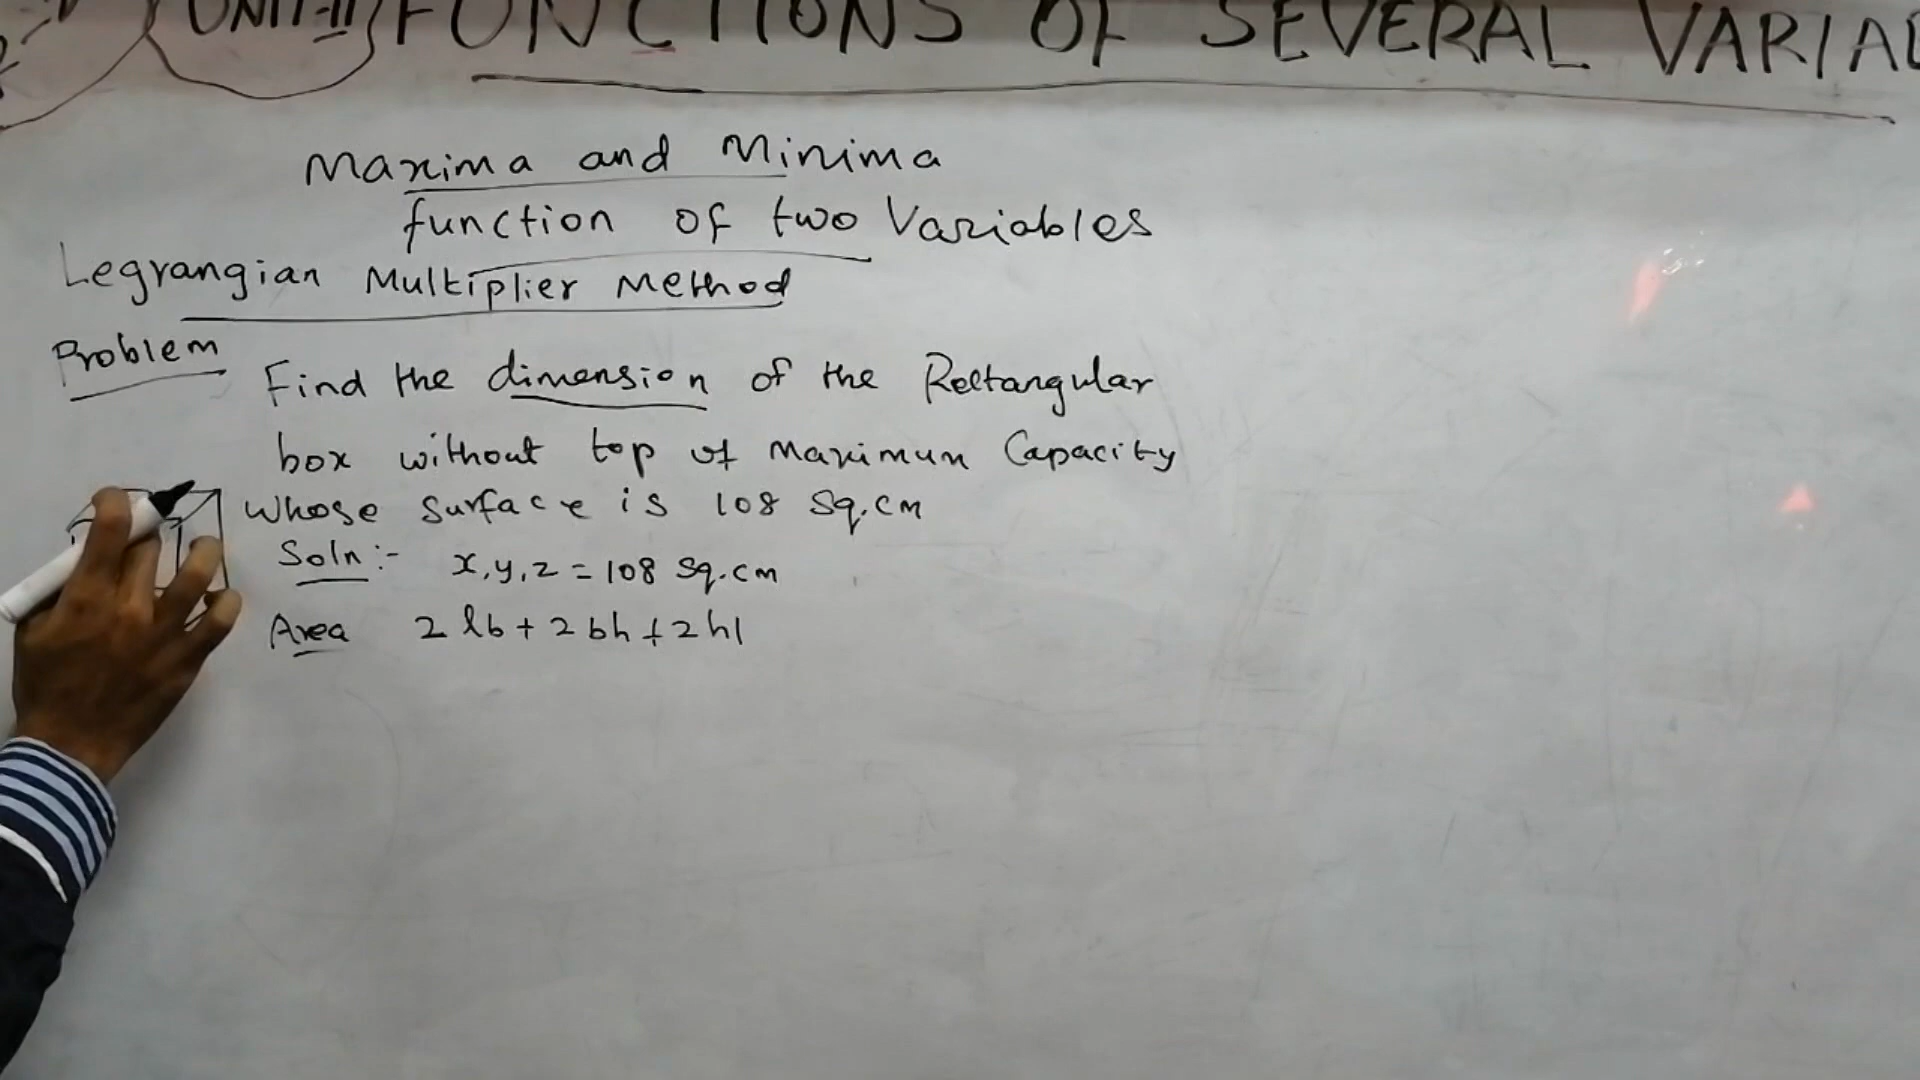 UNIT-II FUNCTIONS OF SEVERAL
Maxima and Minima
function of two Variables
Legrangian Multiplier Method
Problem
Find the dimension of the Rectangular
box without top of Maximum Capacity
Whose surface is 108 Sq.cm
Soln:- x,y,z = 108 Sq.cm
Area 2lb + 2bh + 2hl